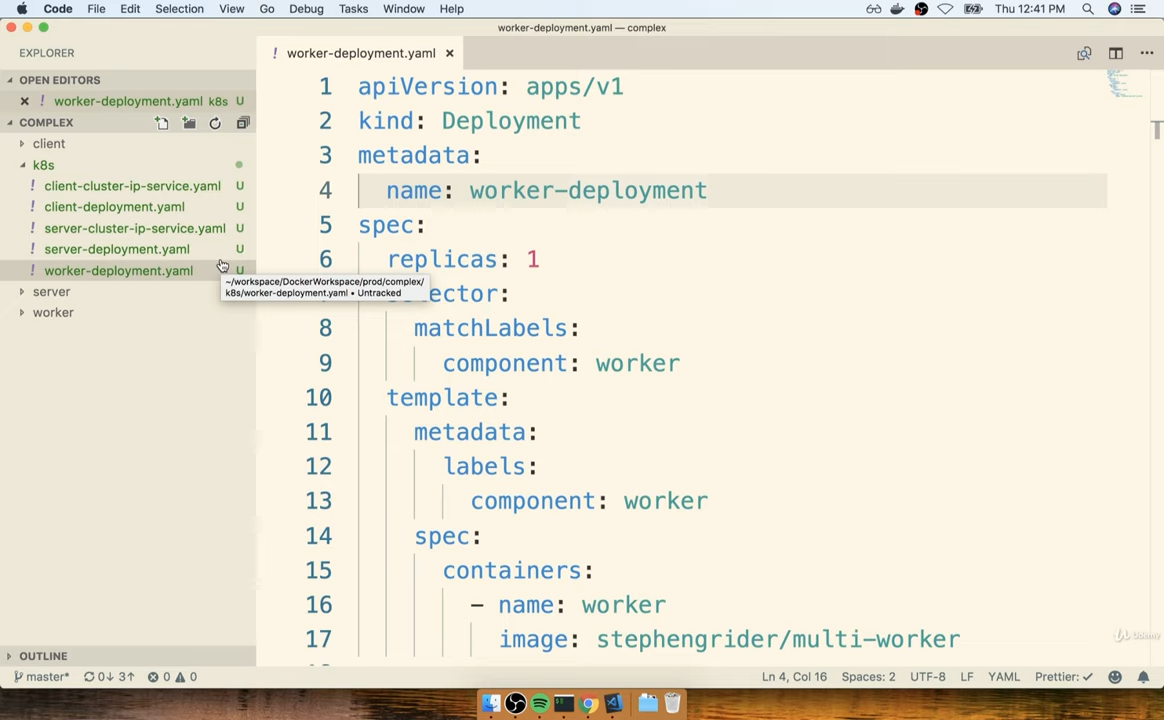 Code File Edit Selection View Go Debug Tasks Window Help Thu 12:41 PM
worker-deployment.yaml — complex
EXPLORER
! worker-deployment.yaml ×
OPEN EDITORS
× ! worker-deployment.yaml k8s U
COMPLEX
client
k8s
! client-cluster-ip-service.yaml U
! client-deployment.yaml U
! server-cluster-ip-service.yaml U
! server-deployment.yaml U
! worker-deployment.yaml U
~/workspace/DockerWorkspace/prod/complex/
k8s/worker-deployment.yaml • Untracked
server
worker
1 apiVersion: apps/v1
2 kind: Deployment
3 metadata:
4 name: worker-deployment
5 spec:
6 replicas: 1
ector:
8 matchLabels:
9 component: worker
10 template:
11 metadata:
12 labels:
13 component: worker
14 spec:
15 containers:
16 - name: worker
17 image: stephengrider/multi-worker
Udemy
OUTLINE
master* 0↓ 3↑ 0 0 Ln 4, Col 16 Spaces: 2 UTF-8 LF YAML Prettier: ✓